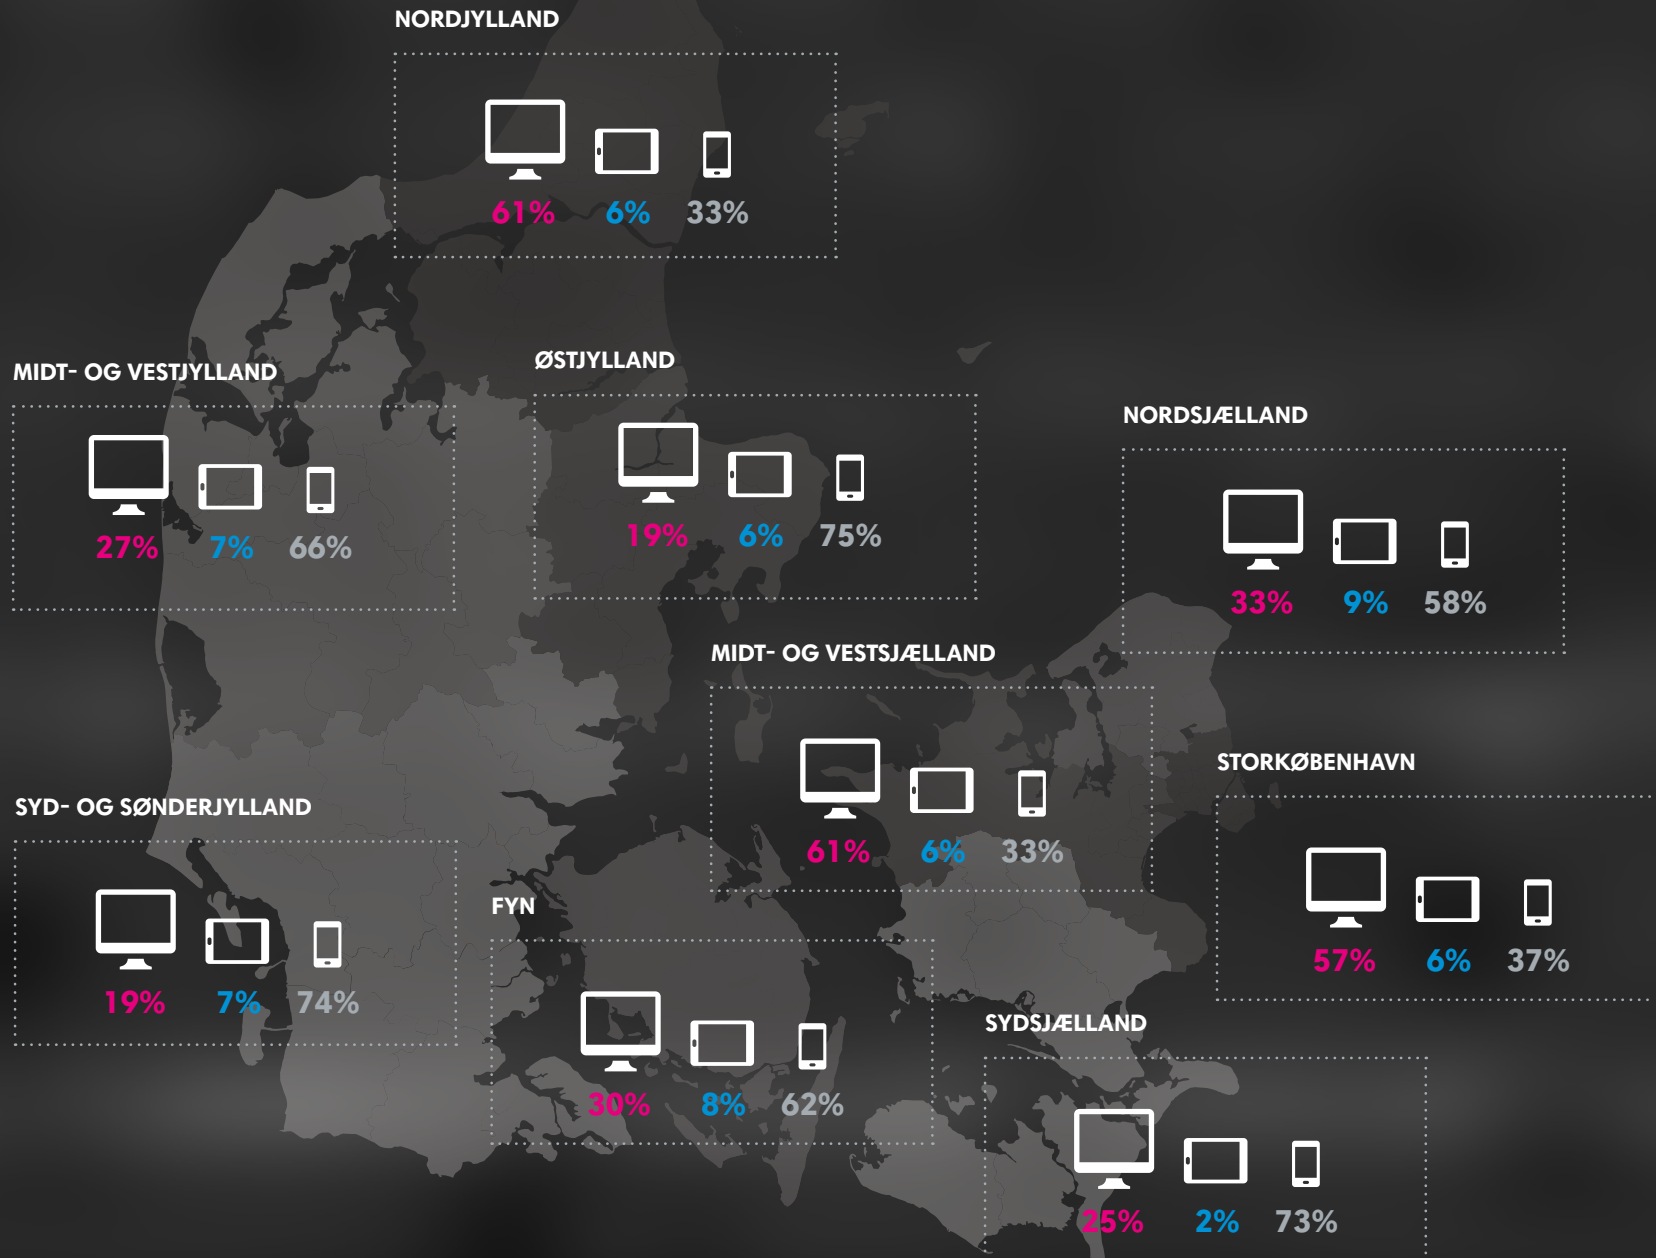 NORDJYLLAND
61% 6% 33%
MIDT- OG VESTJYLLAND
27% 7% 66%
ØSTJYLLAND
19% 6% 75%
NORDSJÆLLAND
33% 9% 58%
MIDT- OG VESTSJÆLLAND
61% 6% 33%
STORKØBENHAVN
57% 6% 37%
SYD- OG SØNDERJYLLAND
19% 7% 74%
FYN
30% 8% 62%
SYDSJÆLLAND
25% 2% 73%